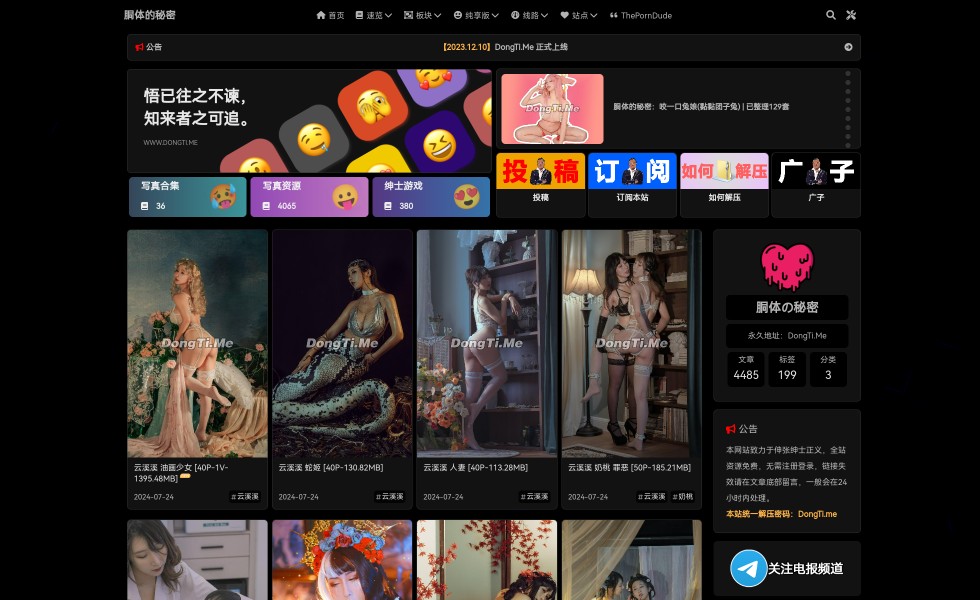 胴体的秘密
首页 速览 板块 纯享版 线路 站点 ThePornDude
公告
【2023.12.10】DongTi.Me 正式上线
悟已往之不谏，
知来者之可追。
WWW.DONGTI.ME
DongTi.Me
胴体的秘密：咬一口兔娘(黏黏团子兔) | 已整理129套
写真合集
36
写真资源
4065
绅士游戏
380
投稿
投稿
订阅
订阅本站
如何解压
如何解压
广子
广子
DongTi.Me
云溪溪 油画少女 [40P-1V-
1395.48MB]
2024-07-24
#云溪溪
DongTi.Me
云溪溪 蛇姬 [40P-130.82MB]
2024-07-24
#云溪溪
DongTi.Me
云溪溪 人妻 [40P-113.28MB]
2024-07-24
#云溪溪
DongTi.Me
云溪溪 奶桃 罪恶 [50P-185.21MB]
2024-07-24
#云溪溪 #奶桃
胴体の秘密
永久地址：DongTi.Me
文章 标签 分类
4485 199 3
公告
本网站致力于伸张绅士正义，全站
资源免费，无需注册登录，链接失
效请在文章底部留言，一般会在24
小时内处理。
本站统一解压密码：DongTi.me
关注电报频道